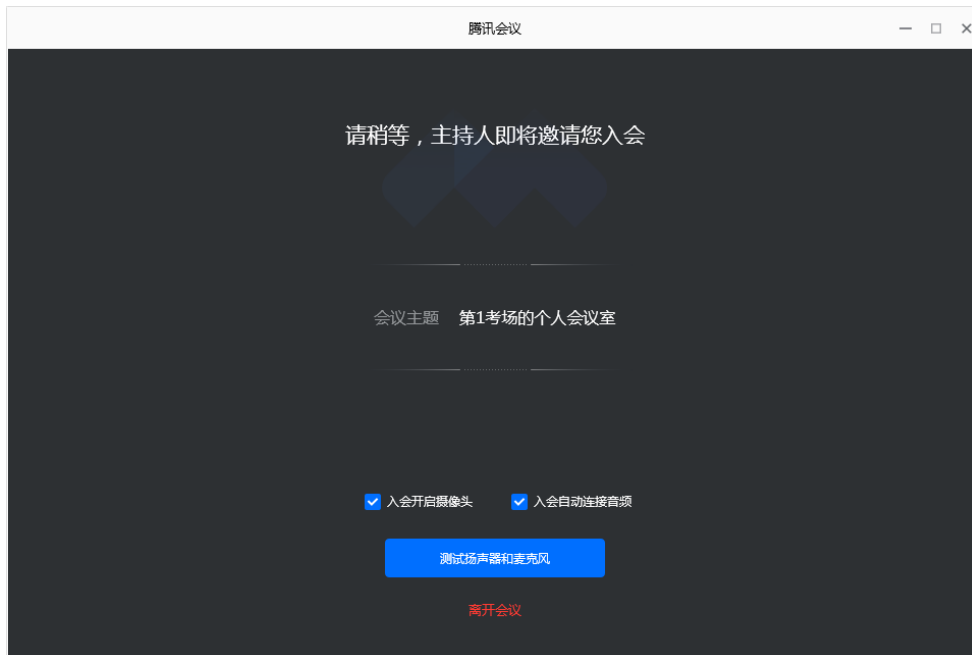 腾讯会议
请稍等，主持人即将邀请您入会
会议主题 第1考场的个人会议室
入会开启摄像头 入会自动连接音频
测试扬声器和麦克风
离开会议